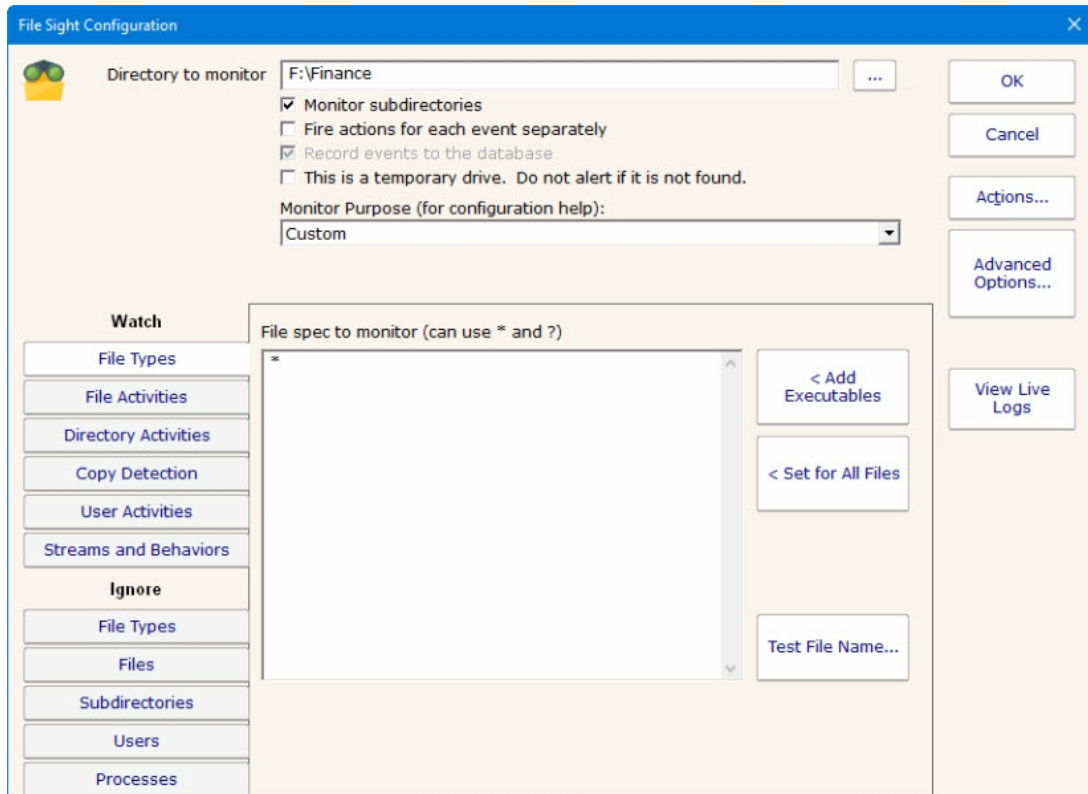 File Sight Configuration
Directory to monitor F:\Finance ...
Monitor subdirectories
Fire actions for each event separately
Record events to the database
This is a temporary drive. Do not alert if it is not found.
Monitor Purpose (for configuration help):
Custom
OK
Cancel
Actions...
Advanced
Options...
View Live
Logs
Watch
File Types
File Activities
Directory Activities
Copy Detection
User Activities
Streams and Behaviors
Ignore
File Types
Files
Subdirectories
Users
Processes
File spec to monitor (can use * and ?)
*
< Add
Executables
< Set for All Files
Test File Name...